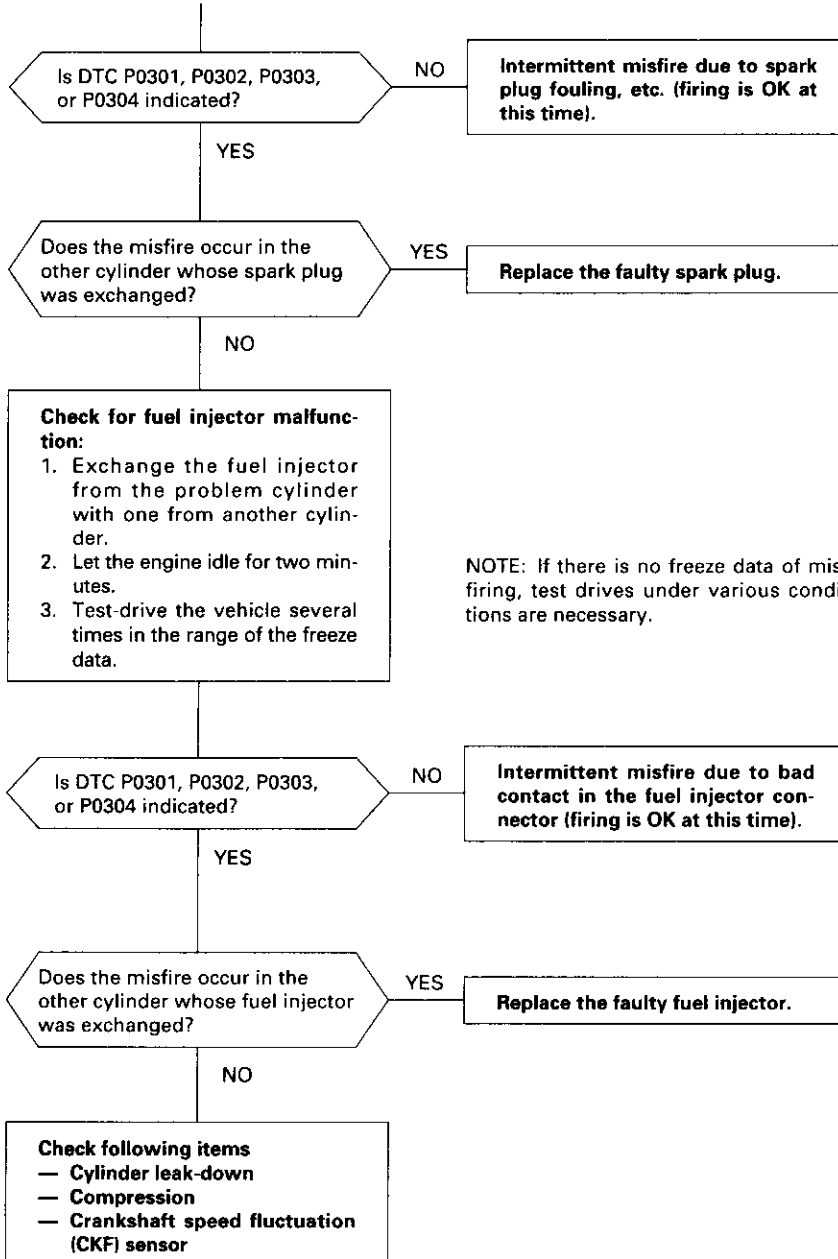 Is DTC P0301, P0302, P0303,
or P0304 indicated?
NO
Intermittent misfire due to spark
plug fouling, etc. (firing is OK at
this time).
YES
Does the misfire occur in the
other cylinder whose spark plug
was exchanged?
YES
Replace the faulty spark plug.
NO
Check for fuel injector malfunc-
tion:
1. Exchange the fuel injector
from the problem cylinder
with one from another cylin-
der.
2. Let the engine idle for two min-
utes.
3. Test-drive the vehicle several
times in the range of the freeze
data.
NOTE: If there is no freeze data of mis
firing, test drives under various condi
tions are necessary.
Is DTC P0301, P0302, P0303,
or P0304 indicated?
NO
Intermittent misfire due to bad
contact in the fuel injector con-
nector (firing is OK at this time).
YES
Does the misfire occur in the
other cylinder whose fuel injector
was exchanged?
YES
Replace the faulty fuel injector.
NO
Check following items
— Cylinder leak-down
— Compression
— Crankshaft speed fluctuation
(CKF) sensor